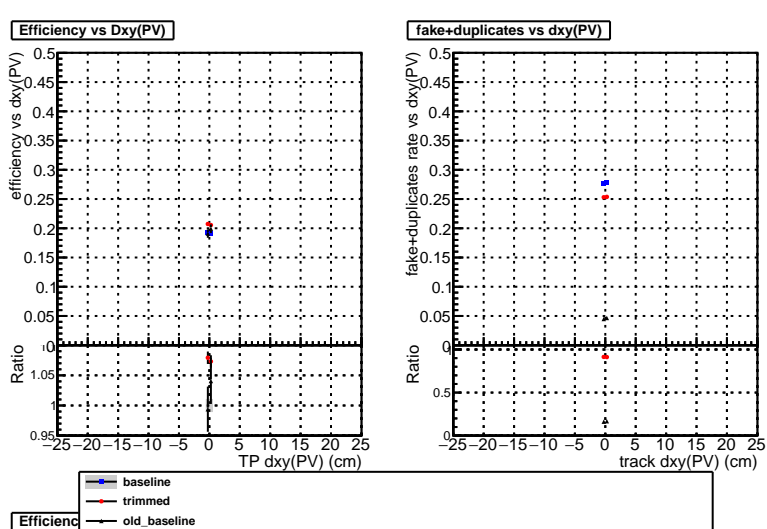 Efficiency vs Dxy(PV)
efficiency vs dxy(PV)
0.5
0.45
0.4
0.35
0.3
0.25
0.2
0.15
0.1
0.05
0
Ratio
1.05
1
0.95
−25 −20 −15 −10 −5 0 5 10 15 20 25
TP dxy(PV) (cm)
fake+duplicates vs dxy(PV)
fake+duplicates rate vs dxy(PV)
0.5
0.45
0.4
0.35
0.3
0.25
0.2
0.15
0.1
0.05
0
Ratio
0.5
0
−25 −20 −15 −10 −5 0 5 10 15 20 25
track dxy(PV) (cm)
baseline
trimmed
old_baseline
Efficienc